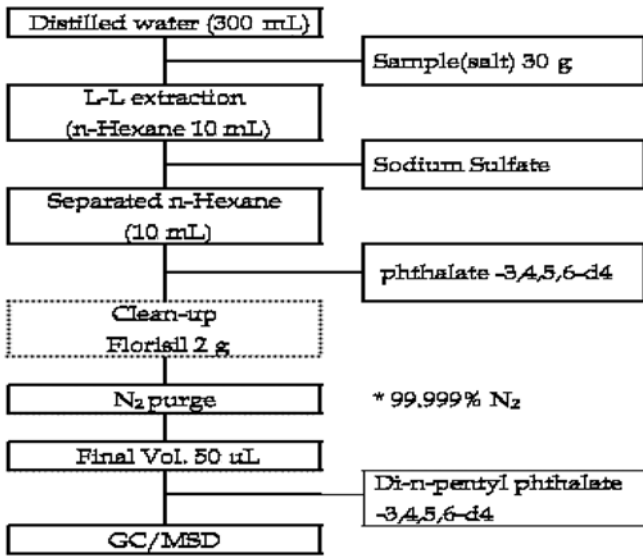 Distilled water (300 mL)
Sample(salt) 30 g
L-L extraction
(n-Hexane 10 mL)
Sodium Sulfate
Separated n-Hexane
(10 mL)
phthalate -3,4,5,6-d4
Clean-up
Florisil 2 g
N₂ purge
* 99.999% N₂
Final Vol. 50 uL
Di-n-pentyl phthalate
-3,4,5,6-d4
GC/MSD